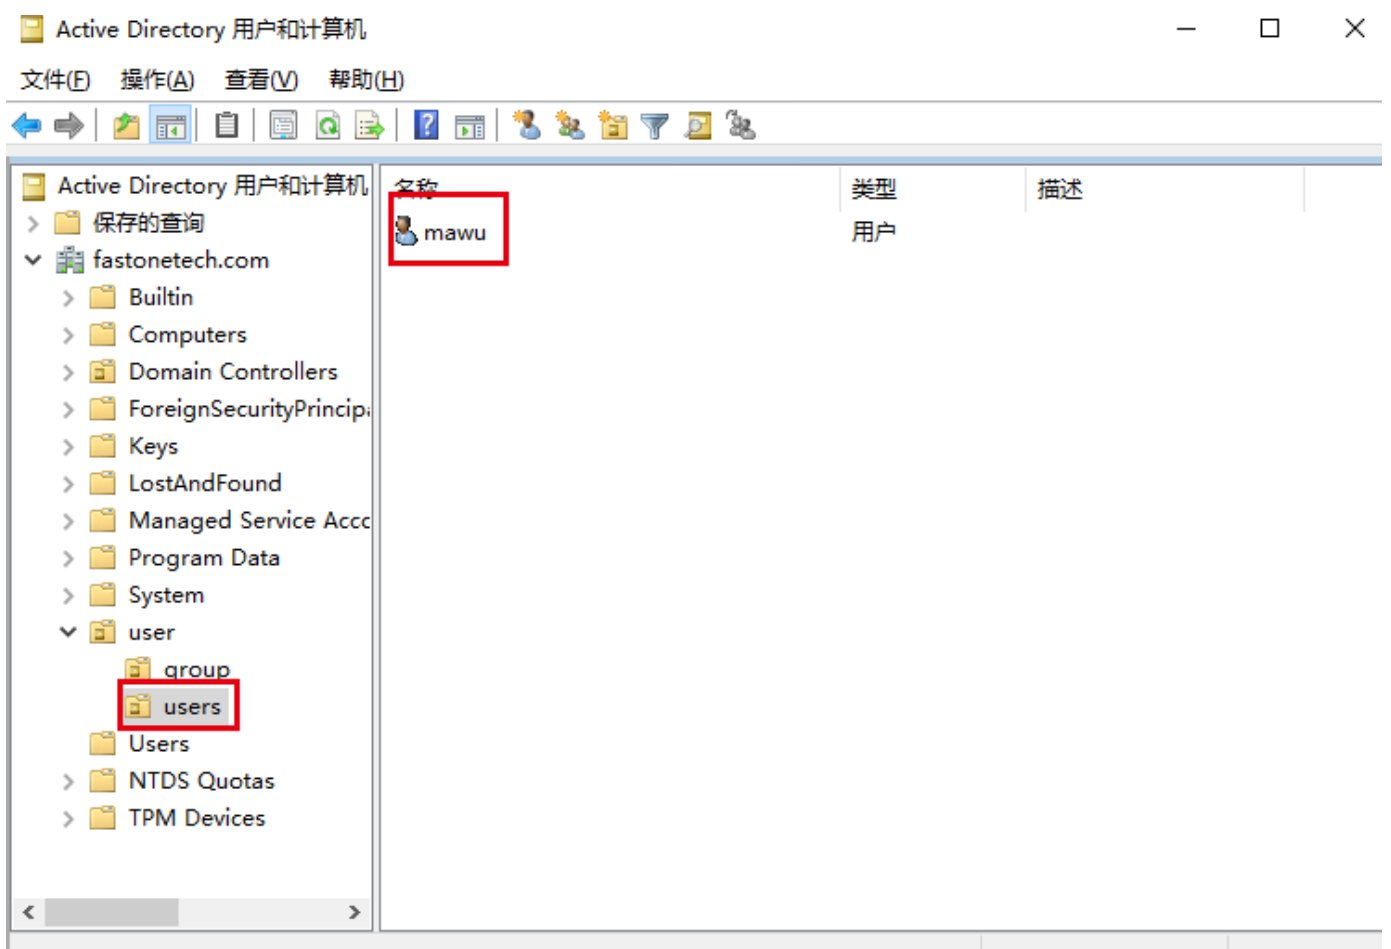 Active Directory 用户和计算机
文件(F) 操作(A) 查看(V) 帮助(H)
Active Directory 用户和计算机
保存的查询
fastonetech.com
Builtin
Computers
Domain Controllers
ForeignSecurityPrincip
Keys
LostAndFound
Managed Service Acc
Program Data
System
user
group
users
Users
NTDS Quotas
TPM Devices
名称 类型 描述
mawu 用户